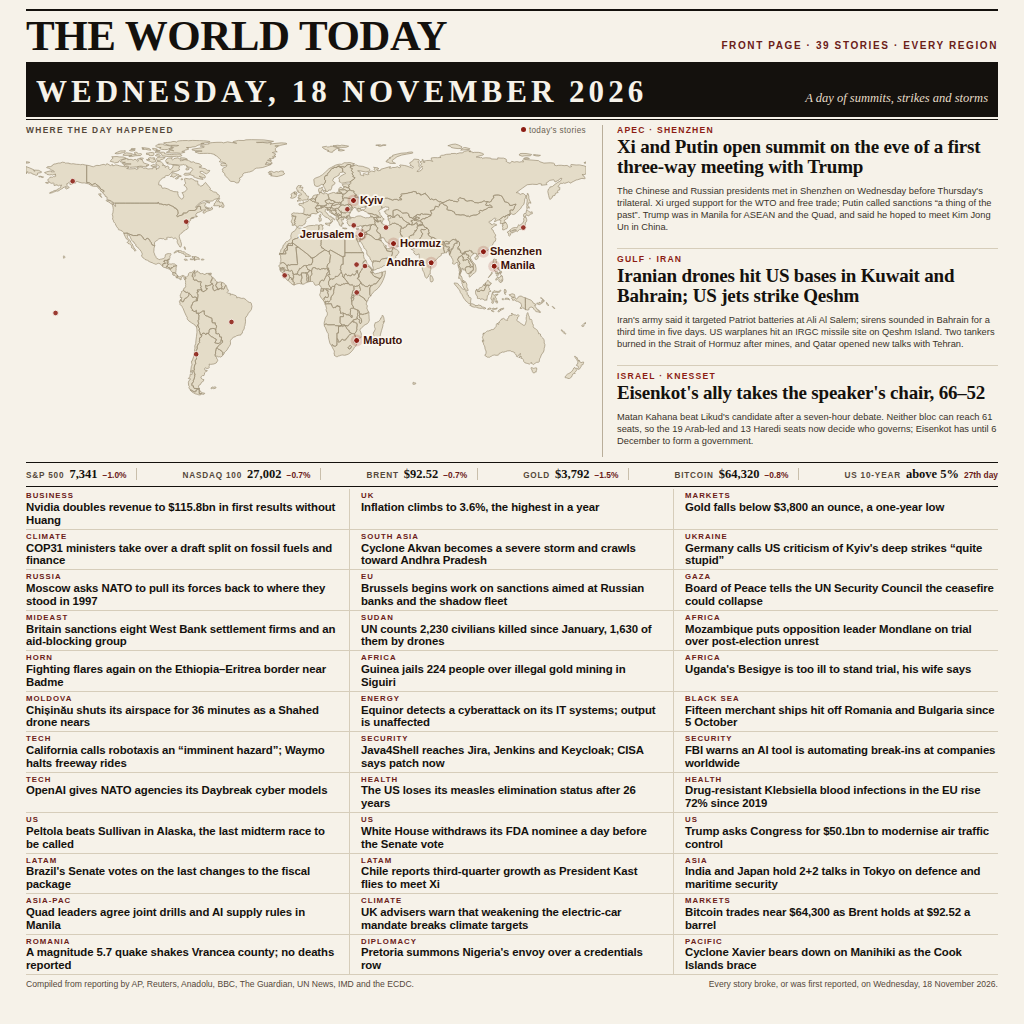 THE WORLD TODAY
FRONT PAGE · 39 STORIES · EVERY REGION
WEDNESDAY, 18 NOVEMBER 2026
A day of summits, strikes and storms
WHERE THE DAY HAPPENED
today's stories
Kyiv
Jerusalem
Hormuz
Andhra
Shenzhen
Manila
Maputo
APEC · SHENZHEN
Xi and Putin open summit on the eve of a first
three-way meeting with Trump
The Chinese and Russian presidents met in Shenzhen on Wednesday before Thursday's
trilateral. Xi urged support for the WTO and free trade; Putin called sanctions “a thing of the
past”. Trump was in Manila for ASEAN and the Quad, and said he hoped to meet Kim Jong
Un in China.
GULF · IRAN
Iranian drones hit US bases in Kuwait and
Bahrain; US jets strike Qeshm
Iran's army said it targeted Patriot batteries at Ali Al Salem; sirens sounded in Bahrain for a
third time in five days. US warplanes hit an IRGC missile site on Qeshm Island. Two tankers
burned in the Strait of Hormuz after mines, and Qatar opened new talks with Tehran.
ISRAEL · KNESSET
Eisenkot's ally takes the speaker's chair, 66–52
Matan Kahana beat Likud's candidate after a seven-hour debate. Neither bloc can reach 61
seats, so the 19 Arab-led and 13 Haredi seats now decide who governs; Eisenkot has until 6
December to form a government.
S&P 500 7,341 −1.0%
NASDAQ 100 27,002 −0.7%
BRENT $92.52 −0.7%
GOLD $3,792 −1.5%
BITCOIN $64,320 −0.8%
US 10-YEAR above 5% 27th day
BUSINESS
Nvidia doubles revenue to $115.8bn in first results without
Huang
UK
Inflation climbs to 3.6%, the highest in a year
MARKETS
Gold falls below $3,800 an ounce, a one-year low
CLIMATE
COP31 ministers take over a draft split on fossil fuels and
finance
SOUTH ASIA
Cyclone Akvan becomes a severe storm and crawls
toward Andhra Pradesh
UKRAINE
Germany calls US criticism of Kyiv's deep strikes “quite
stupid”
RUSSIA
Moscow asks NATO to pull its forces back to where they
stood in 1997
EU
Brussels begins work on sanctions aimed at Russian
banks and the shadow fleet
GAZA
Board of Peace tells the UN Security Council the ceasefire
could collapse
MIDEAST
Britain sanctions eight West Bank settlement firms and an
aid-blocking group
SUDAN
UN counts 2,230 civilians killed since January, 1,630 of
them by drones
AFRICA
Mozambique puts opposition leader Mondlane on trial
over post-election unrest
HORN
Fighting flares again on the Ethiopia–Eritrea border near
Badme
AFRICA
Guinea jails 224 people over illegal gold mining in
Siguiri
AFRICA
Uganda's Besigye is too ill to stand trial, his wife says
MOLDOVA
Chișinău shuts its airspace for 36 minutes as a Shahed
drone nears
ENERGY
Equinor detects a cyberattack on its IT systems; output
is unaffected
BLACK SEA
Fifteen merchant ships hit off Romania and Bulgaria since
5 October
TECH
California calls robotaxis an “imminent hazard”; Waymo
halts freeway rides
SECURITY
Java4Shell reaches Jira, Jenkins and Keycloak; CISA
says patch now
SECURITY
FBI warns an AI tool is automating break-ins at companies
worldwide
TECH
OpenAI gives NATO agencies its Daybreak cyber models
HEALTH
The US loses its measles elimination status after 26
years
HEALTH
Drug-resistant Klebsiella blood infections in the EU rise
72% since 2019
US
Peltola beats Sullivan in Alaska, the last midterm race to
be called
US
White House withdraws its FDA nominee a day before
the Senate vote
US
Trump asks Congress for $50.1bn to modernise air traffic
control
LATAM
Brazil's Senate votes on the last changes to the fiscal
package
LATAM
Chile reports third-quarter growth as President Kast
flies to meet Xi
ASIA
India and Japan hold 2+2 talks in Tokyo on defence and
maritime security
ASIA-PAC
Quad leaders agree joint drills and AI supply rules in
Manila
CLIMATE
UK advisers warn that weakening the electric-car
mandate breaks climate targets
MARKETS
Bitcoin trades near $64,300 as Brent holds at $92.52 a
barrel
ROMANIA
A magnitude 5.7 quake shakes Vrancea county; no deaths
reported
DIPLOMACY
Pretoria summons Nigeria's envoy over a credentials
row
PACIFIC
Cyclone Xavier bears down on Manihiki as the Cook
Islands brace
Compiled from reporting by AP, Reuters, Anadolu, BBC, The Guardian, UN News, IMD and the ECDC.
Every story broke, or was first reported, on Wednesday, 18 November 2026.